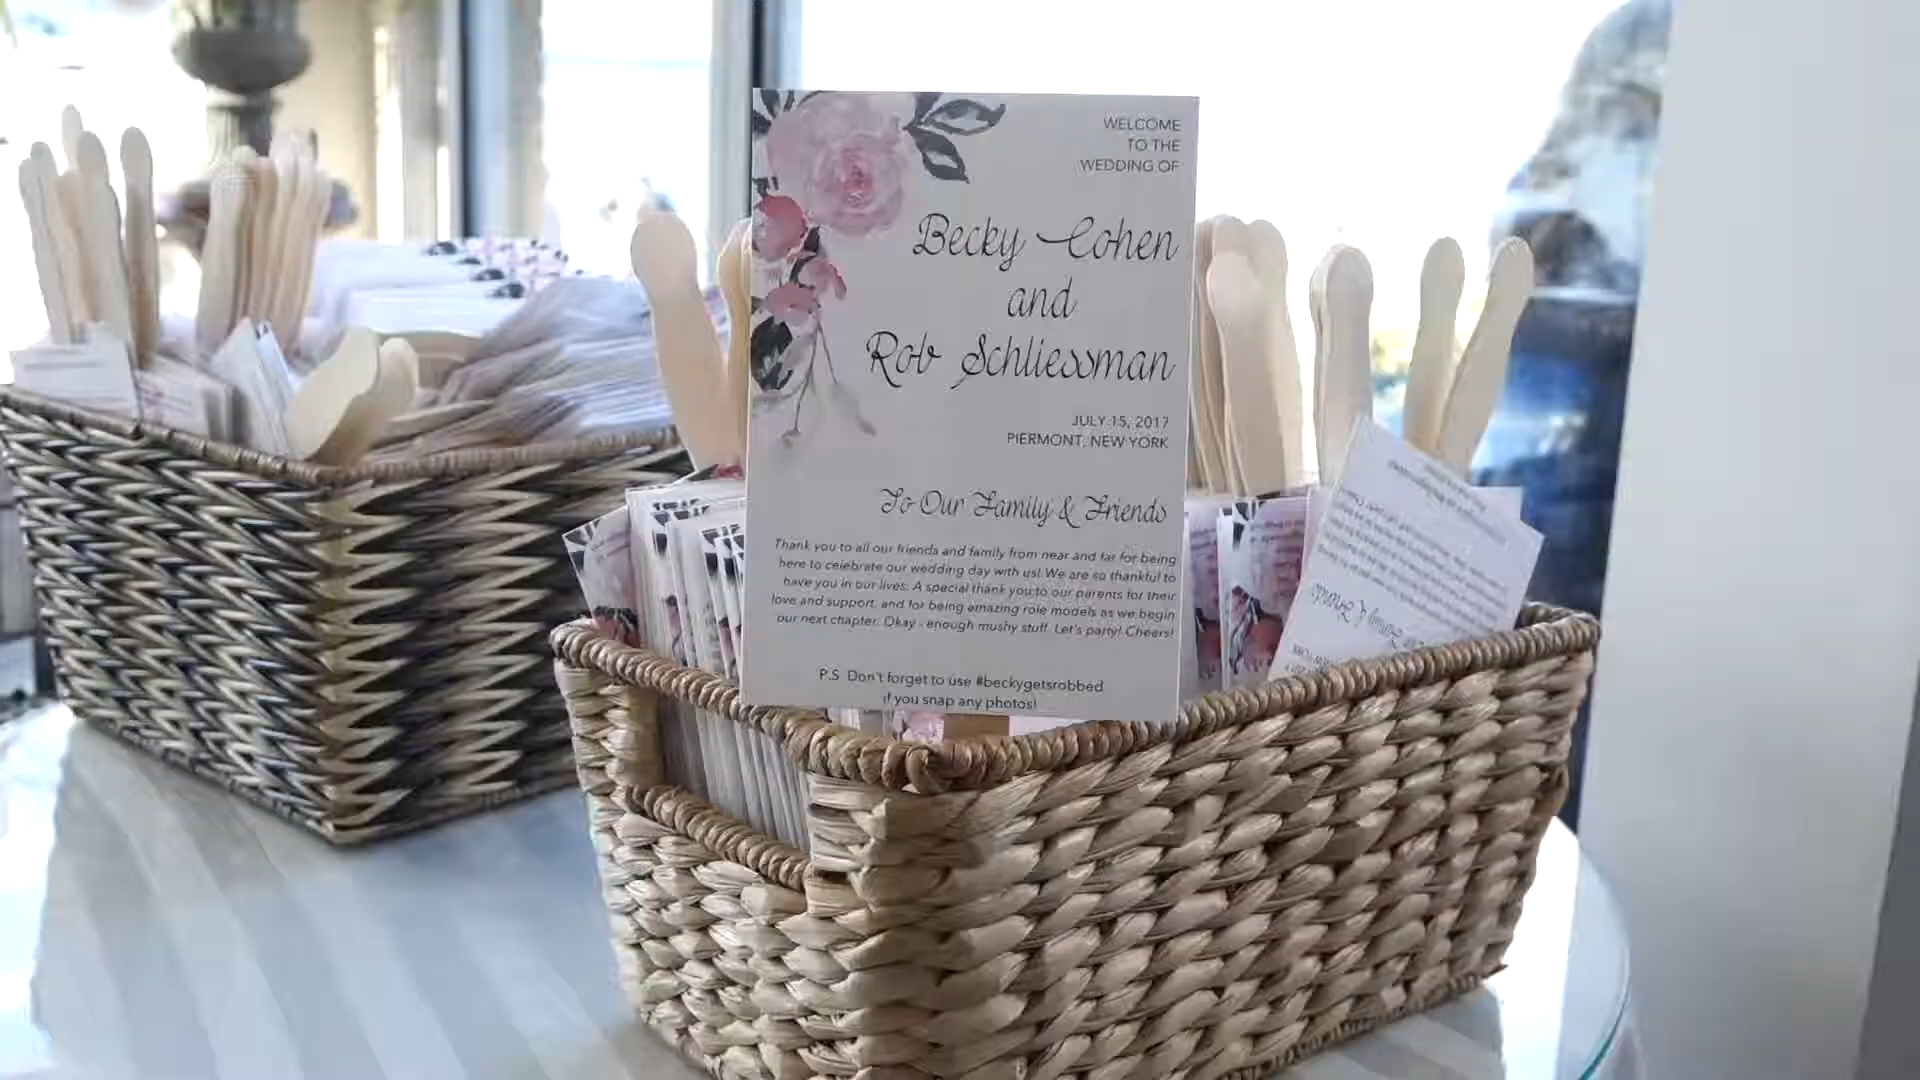 WELCOME
TO THE
WEDDING OF
Becky Cohen
and
Rob Schliessman
JULY 15, 2017
PIERMONT, NEW YORK
To Our Family & Friends
Thank you to all our friends and family from near and far for being
here to celebrate our wedding day with us! We are so thankful to
have you in our lives. A special thank you to our parents for their
love and support, and for being amazing role models as we begin
our next chapter. Okay - enough mushy stuff. Let's party! Cheers!
P.S Don't forget to use #beckygetsrobbed
if you snap any photos!